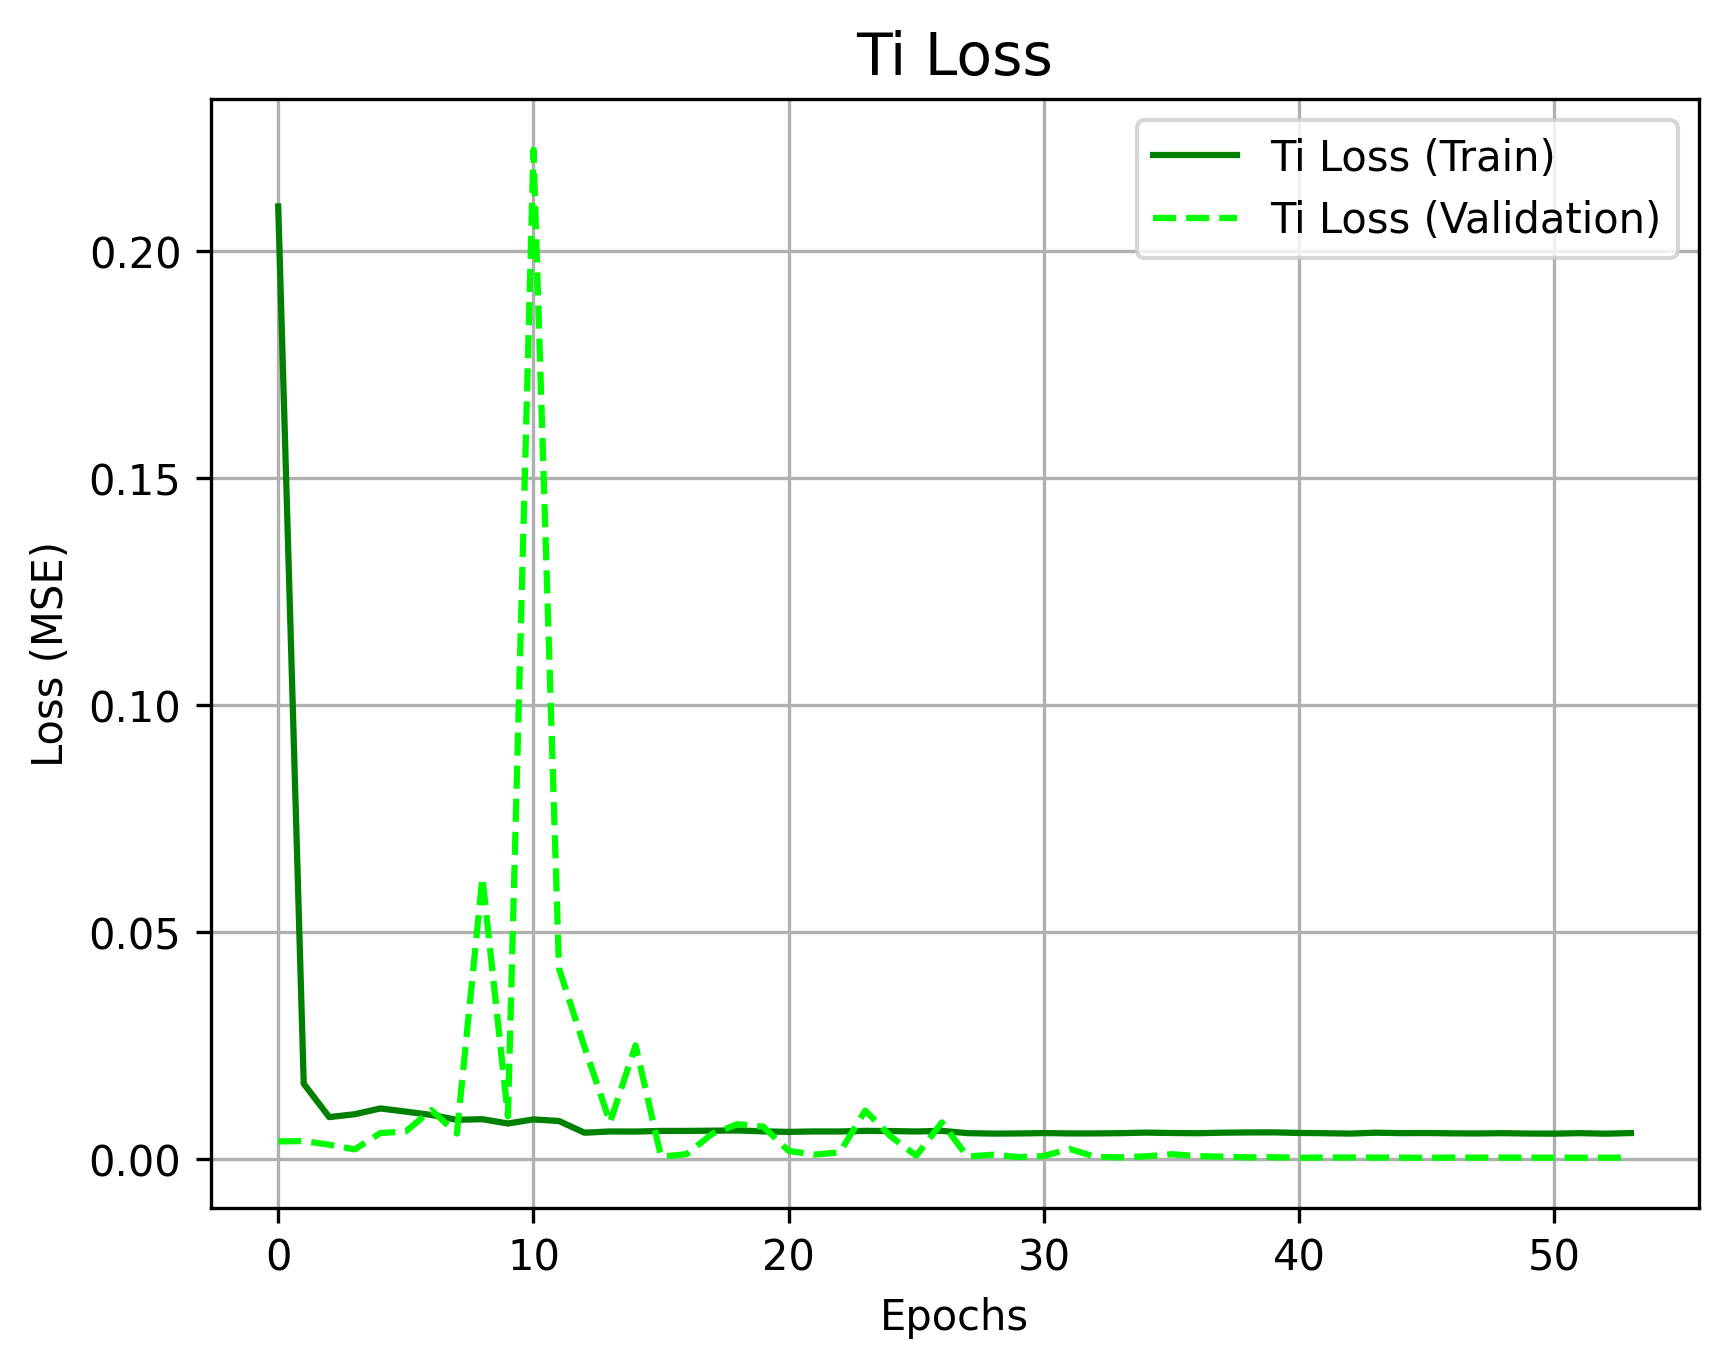 Ti Loss
Ti Loss (Train)
Ti Loss (Validation)
0.20
0.15
0.10
0.05
0.00
Loss (MSE)
0 10 20 30 40 50
Epochs